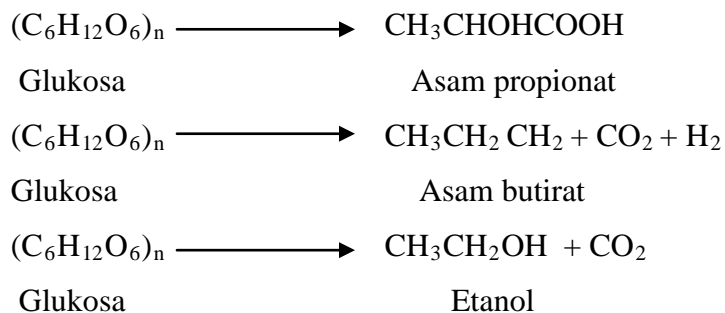 (C₆H₁₂O₆)ₙ ⟶ CH₃CHOHCOOH
Glukosa Asam propionat
(C₆H₁₂O₆)ₙ ⟶ CH₃CH₂ CH₂ + CO₂ + H₂
Glukosa Asam butirat
(C₆H₁₂O₆)ₙ ⟶ CH₃CH₂OH + CO₂
Glukosa Etanol